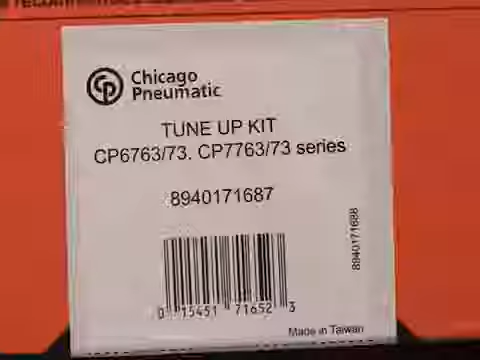 Chicago
Pneumatic
TUNE UP KIT
CP6763/73. CP7763/73 series
8940171687
8940171688
0 15451 71652 3
Made in Taiwan